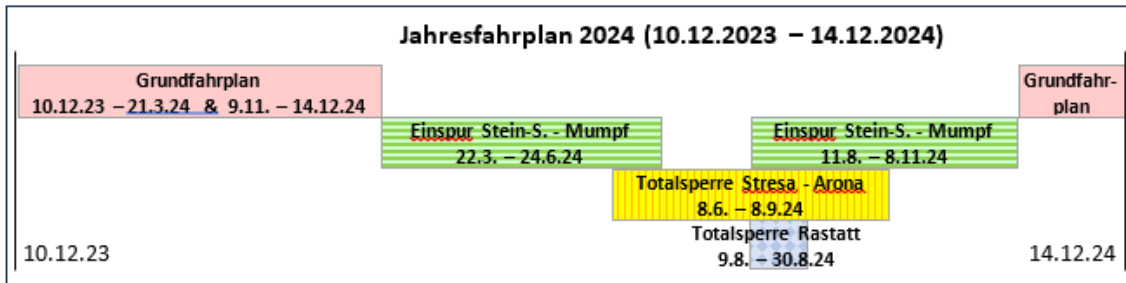 Jahresfahrplan 2024 (10.12.2023 – 14.12.2024)
Grundfahrplan
10.12.23 – 21.3.24 & 9.11. – 14.12.24
Grundfahr-
plan
Einspur Stein-S. - Mumpf
22.3. – 24.6.24
Einspur Stein-S. - Mumpf
11.8. – 8.11.24
Totalsperre Stresa - Arona
8.6. – 8.9.24
Totalsperre Rastatt
9.8. – 30.8.24
10.12.23
14.12.24